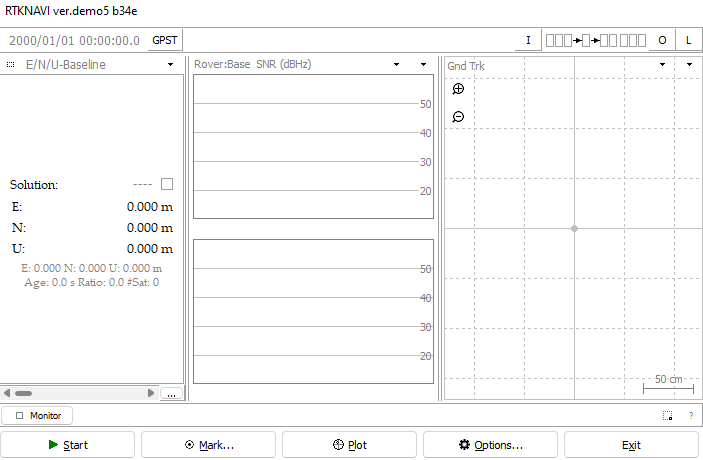 RTKNAVI ver.demo5 b34e
2000/01/01 00:00:00.0 GPST I O L
E/N/U-Baseline
Rover:Base SNR (dBHz)
Gnd Trk
50
40
30
20
Solution: ----
E: 0.000 m
N: 0.000 m
U: 0.000 m
E: 0.000 N: 0.000 U: 0.000 m
Age: 0.0 s Ratio: 0.0 #Sat: 0
50
40
30
20
50 cm
...
Monitor ?
Start Mark... Plot Options... Exit